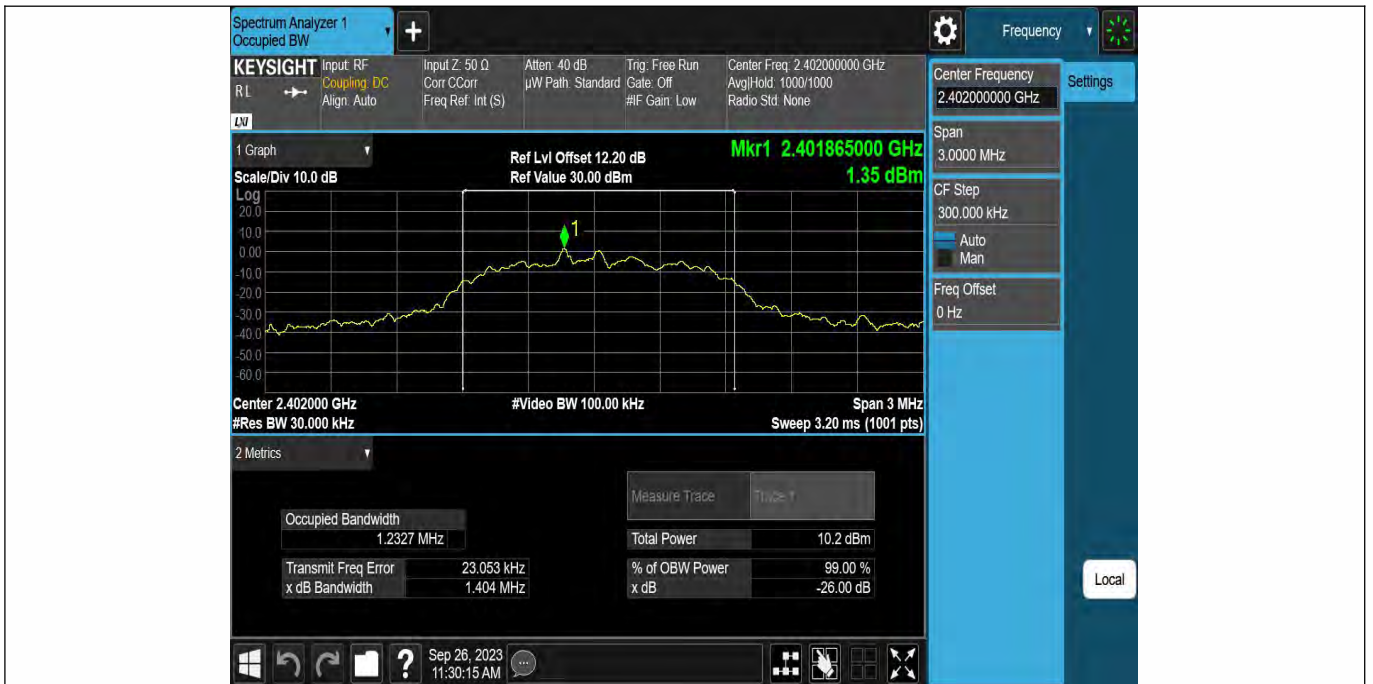 Spectrum Analyzer 1
Occupied BW
+
Frequency
KEYSIGHT
RL
LXI
Input: RF
Coupling: DC
Align: Auto
Input Z: 50 Ω
Corr CCorr
Freq Ref: Int (S)
Atten: 40 dB
µW Path: Standard
Trig: Free Run
Gate: Off
#IF Gain: Low
Center Freq: 2.402000000 GHz
Avg|Hold: 1000/1000
Radio Std: None
Center Frequency
2.402000000 GHz
Settings
Span
3.0000 MHz
CF Step
300.000 kHz
Auto
Man
Freq Offset
0 Hz
Local
1 Graph
Scale/Div 10.0 dB
Ref Lvl Offset 12.20 dB
Ref Value 30.00 dBm
Mkr1 2.401865000 GHz
1.35 dBm
Log
20.0
10.0
0.00
-10.0
-20.0
-30.0
-40.0
-50.0
-60.0
1
Center 2.402000 GHz
#Res BW 30.000 kHz
#Video BW 100.00 kHz
Span 3 MHz
Sweep 3.20 ms (1001 pts)
2 Metrics
Measure Trace
Trace 1
Occupied Bandwidth
1.2327 MHz
Total Power 10.2 dBm
Transmit Freq Error 23.053 kHz
% of OBW Power 99.00 %
x dB Bandwidth 1.404 MHz
x dB -26.00 dB
?
Sep 26, 2023
11:30:15 AM